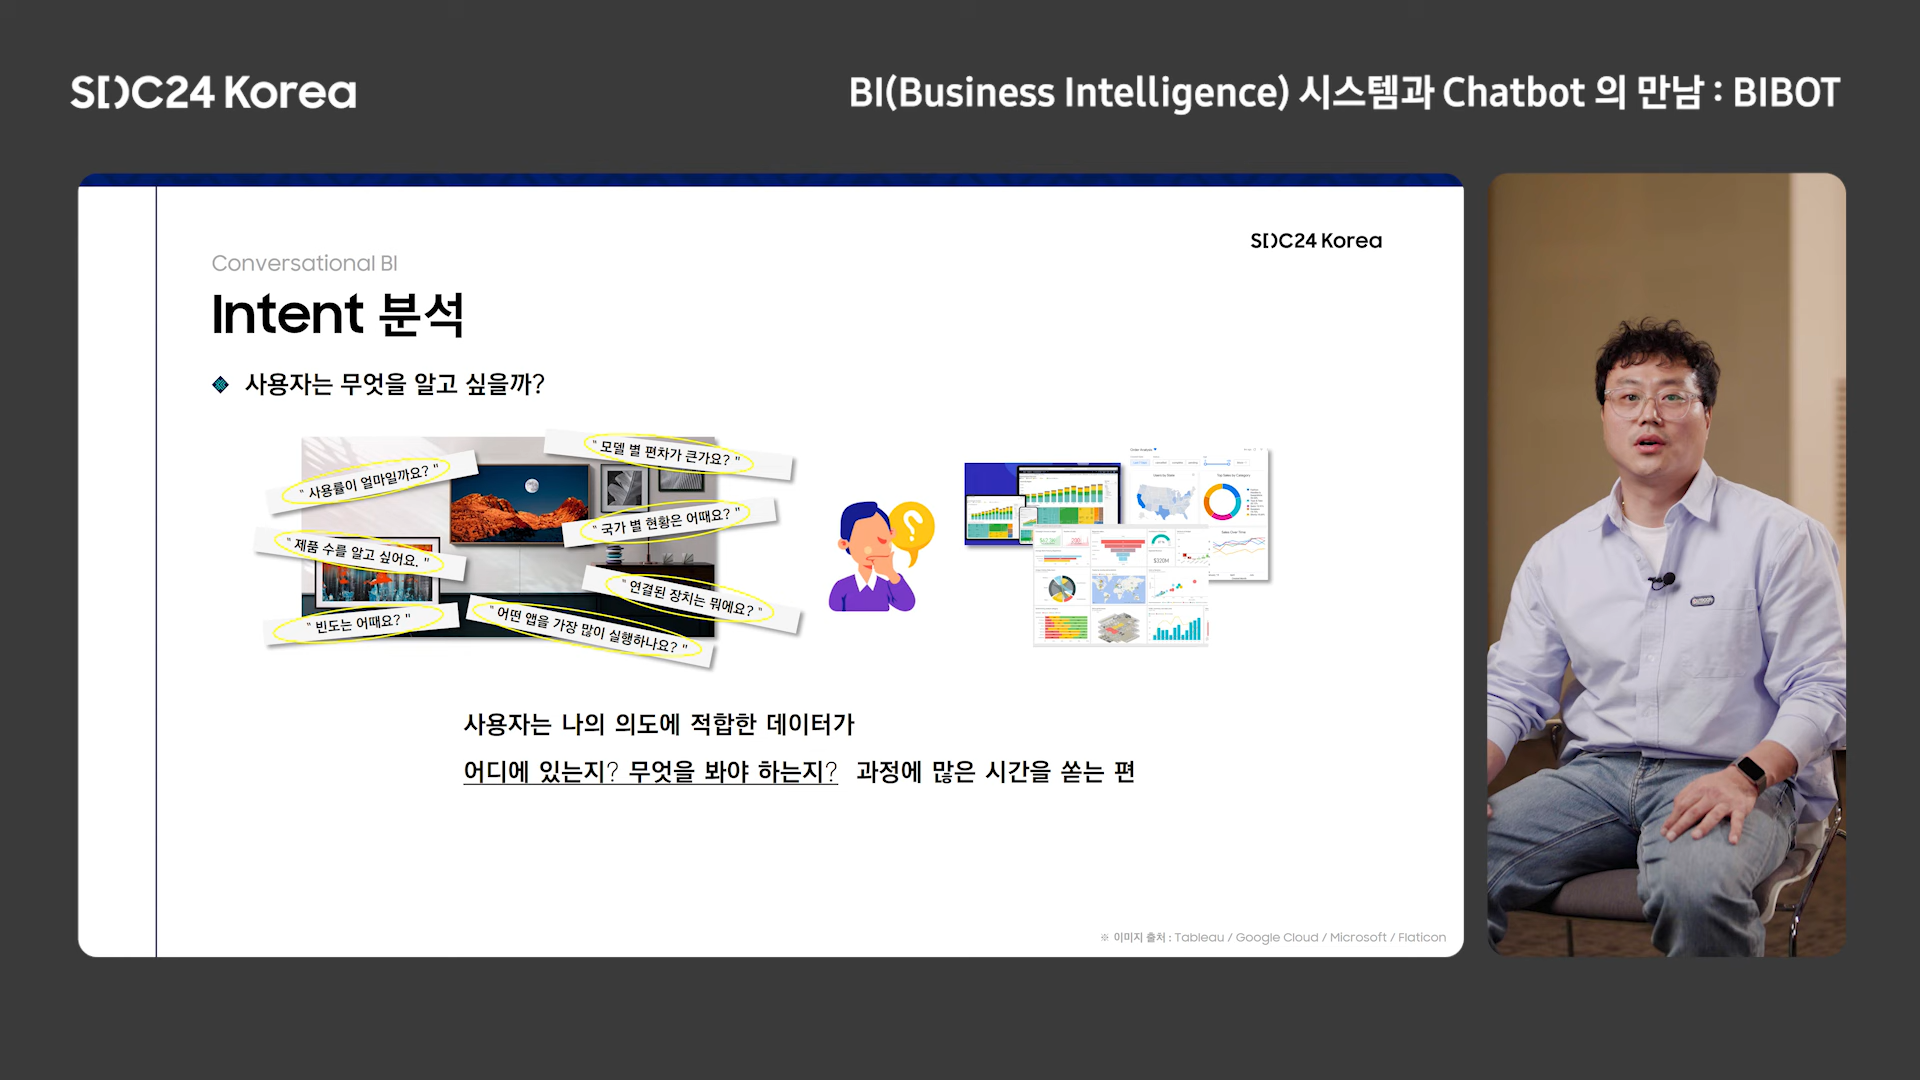 SDC24 Korea
BI(Business Intelligence) 시스템과 Chatbot 의 만남 : BIBOT
SDC24 Korea
Conversational BI
Intent 분석
사용자는 무엇을 알고 싶을까?
" 사용률이 얼마일까요? "
" 모델 별 편차가 큰가요? "
" 국가 별 현황은 어때요? "
" 제품 수를 알고 싶어요. "
" 연결된 장치는 뭐예요? "
" 빈도는 어때요? "
" 어떤 앱을 가장 많이 실행하나요? "
사용자는 나의 의도에 적합한 데이터가
어디에 있는지? 무엇을 봐야 하는지? 과정에 많은 시간을 쏟는 편
※ 이미지 출처 : Tableau / Google Cloud / Microsoft / Flaticon